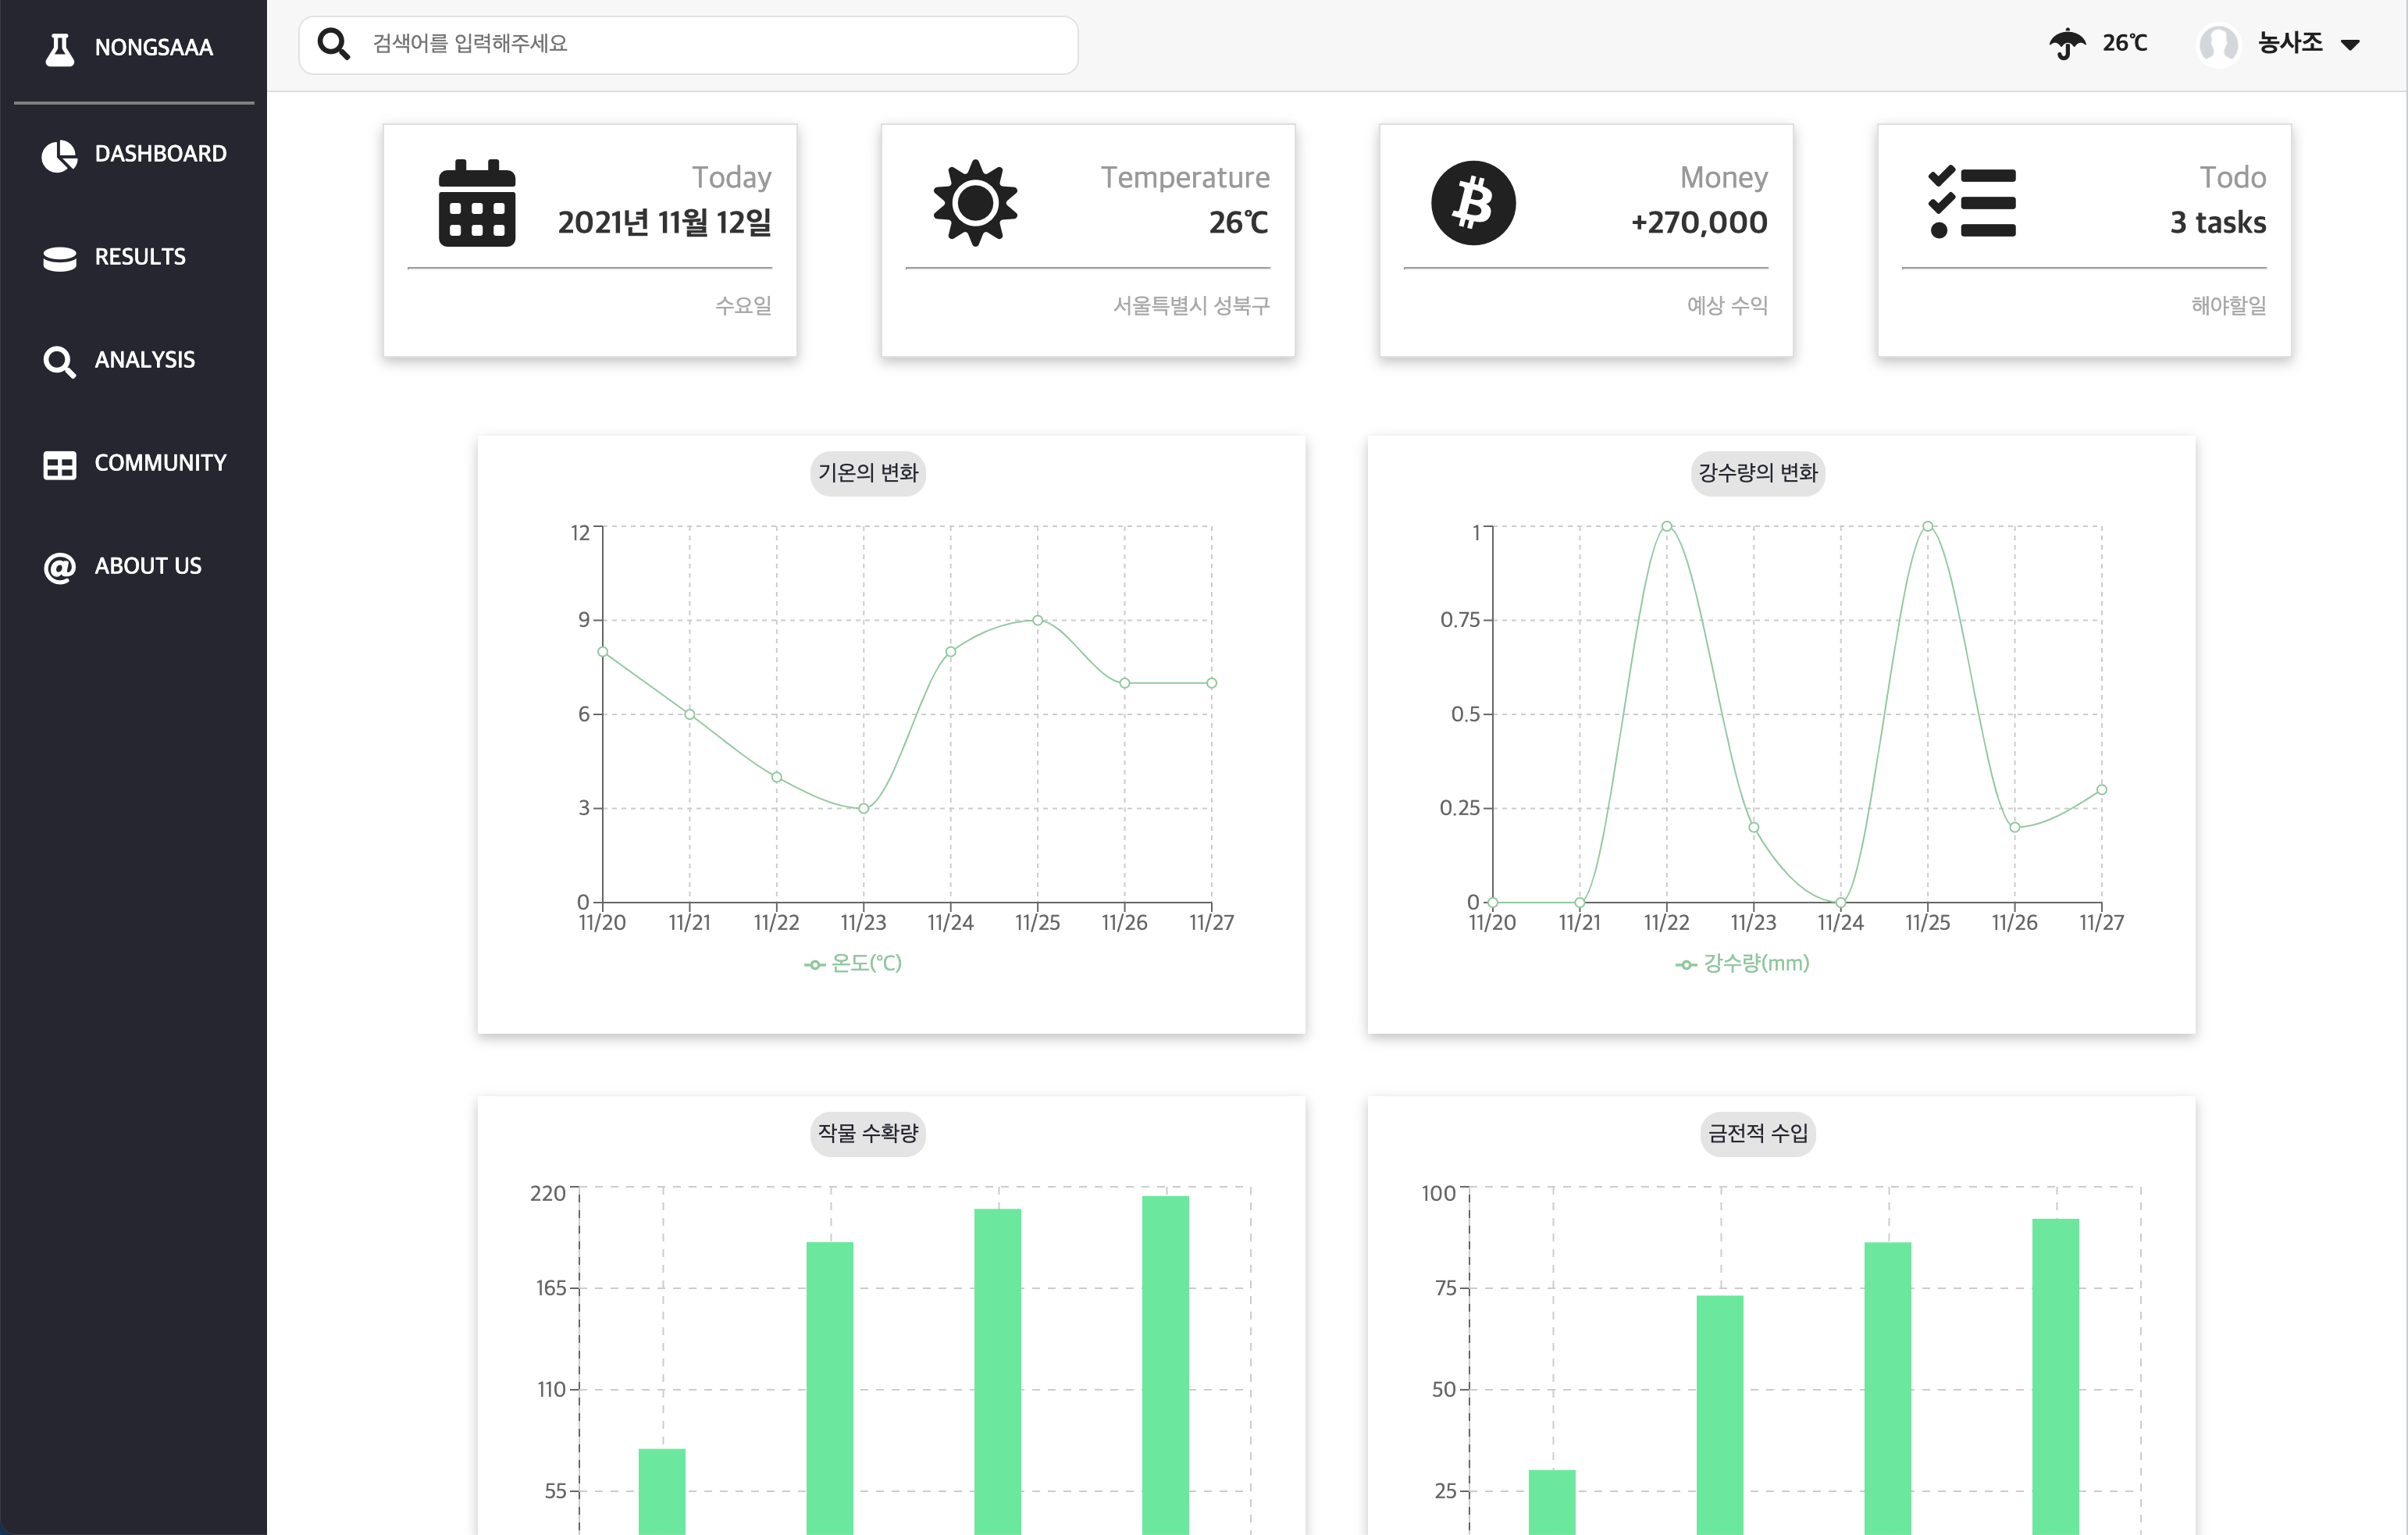 NONGSAAA
DASHBOARD
RESULTS
ANALYSIS
COMMUNITY
ABOUT US
검색어를 입력해주세요
26℃
농사조
Today
2021년 11월 12일
수요일
Temperature
26℃
서울특별시 성북구
Money
+270,000
예상 수익
Todo
3 tasks
해야할일
기온의 변화
12
9
6
3
0
11/20 11/21 11/22 11/23 11/24 11/25 11/26 11/27
온도(℃)
강수량의 변화
1
0.75
0.5
0.25
0
11/20 11/21 11/22 11/23 11/24 11/25 11/26 11/27
강수량(mm)
작물 수확량
220
165
110
55
금전적 수입
100
75
50
25